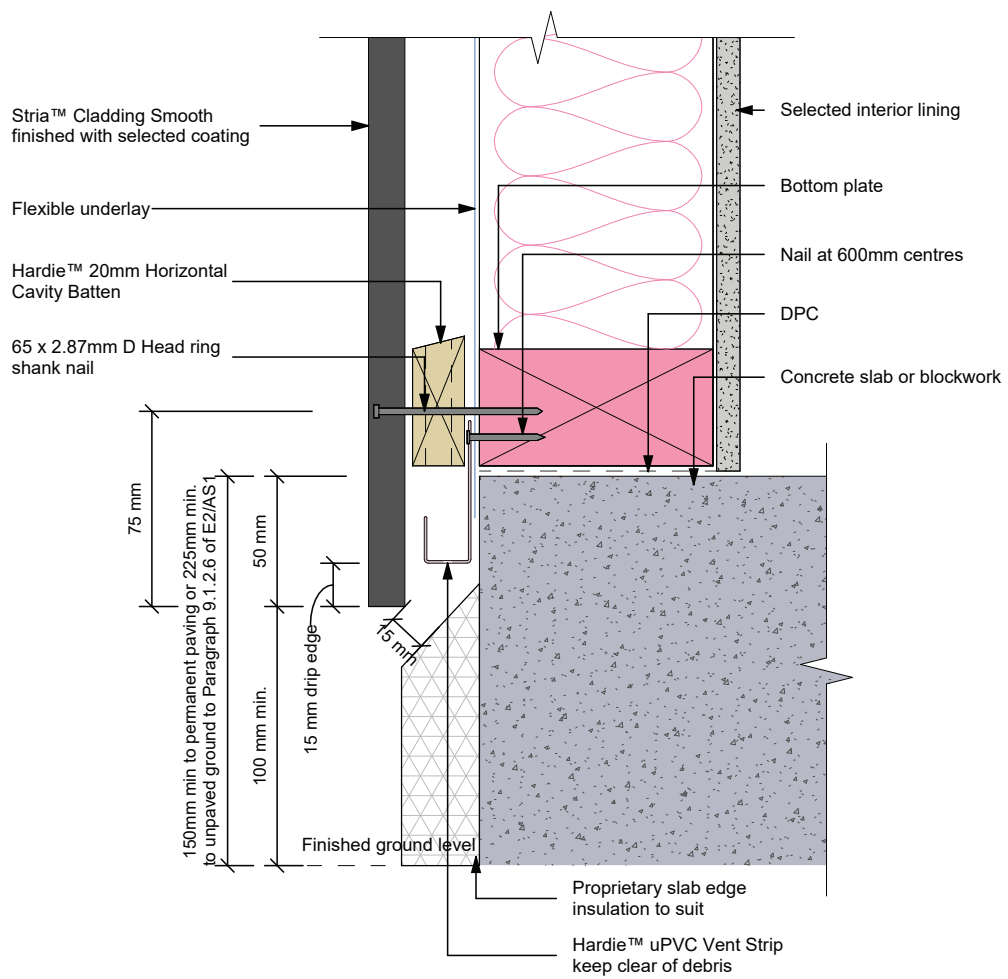 Stria™ Cladding Smooth
finished with selected coating
Flexible underlay
Hardie™ 20mm Horizontal
Cavity Batten
65 x 2.87mm D Head ring
shank nail
Selected interior lining
Bottom plate
Nail at 600mm centres
DPC
Concrete slab or blockwork
75 mm
150mm min to permanent paving or 225mm min.
to unpaved ground to Paragraph 9.1.2.6 of E2/AS1
50 mm
100 mm min.
15 mm drip edge
15 mm
Finished ground level
Proprietary slab edge
insulation to suit
Hardie™ uPVC Vent Strip
keep clear of debris